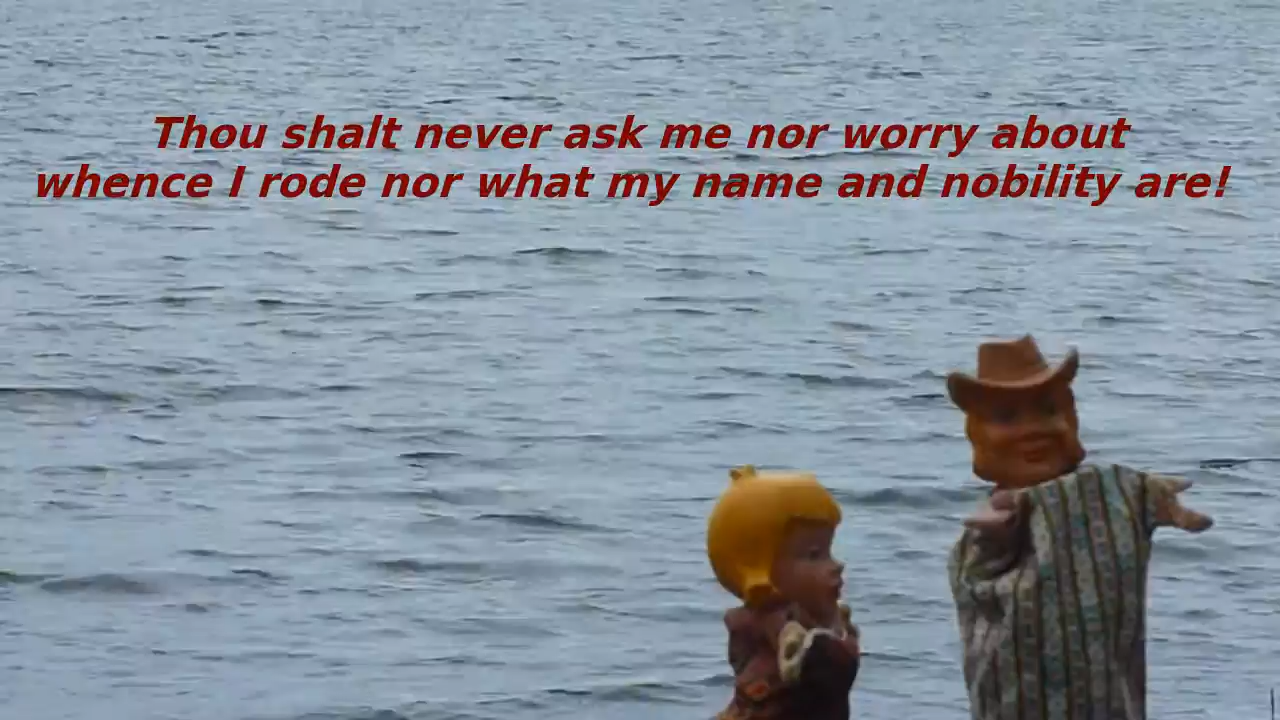 Thou shalt never ask me nor worry about
whence I rode nor what my name and nobility are!